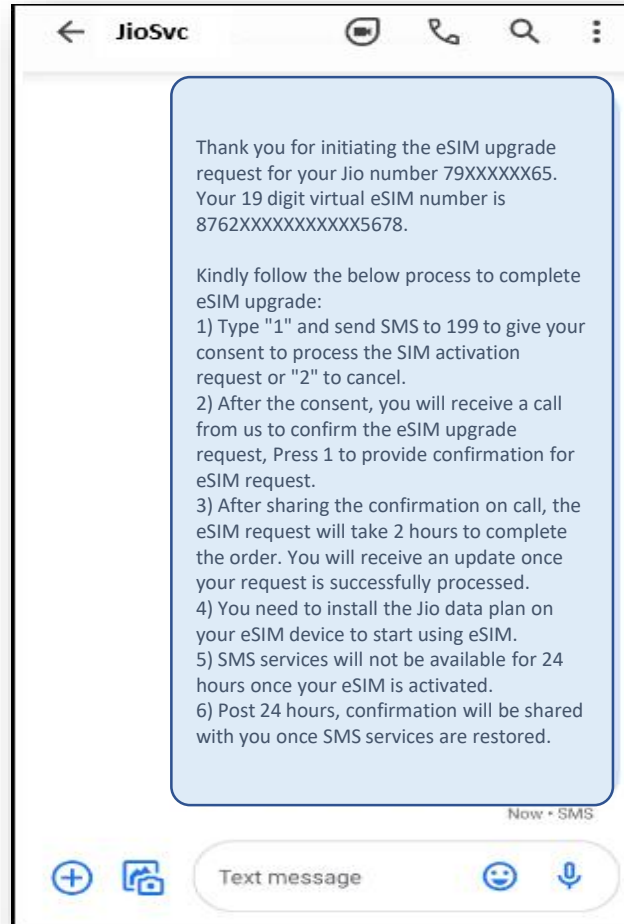 JioSvc
Thank you for initiating the eSIM upgrade
request for your Jio number 79XXXXXX65.
Your 19 digit virtual eSIM number is
8762XXXXXXXXXXX5678.
Kindly follow the below process to complete
eSIM upgrade:
1) Type "1" and send SMS to 199 to give your
consent to process the SIM activation
request or "2" to cancel.
2) After the consent, you will receive a call
from us to confirm the eSIM upgrade
request, Press 1 to provide confirmation for
eSIM request.
3) After sharing the confirmation on call, the
eSIM request will take 2 hours to complete
the order. You will receive an update once
your request is successfully processed.
4) You need to install the Jio data plan on
your eSIM device to start using eSIM.
5) SMS services will not be available for 24
hours once your eSIM is activated.
6) Post 24 hours, confirmation will be shared
with you once SMS services are restored.
Now • SMS
Text message